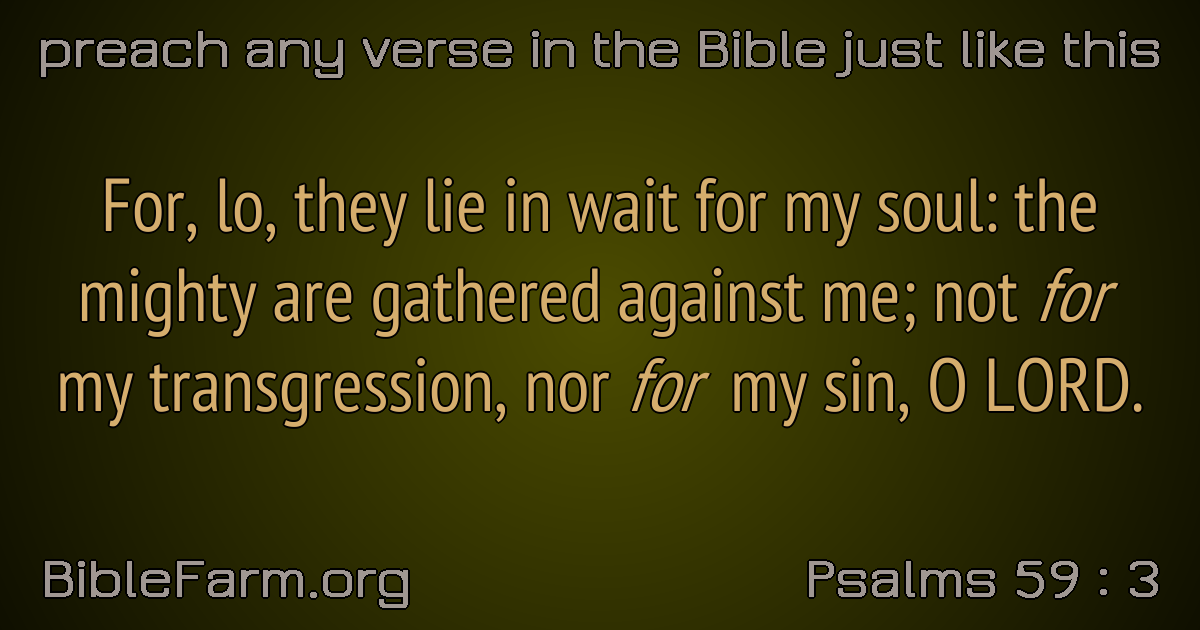 preach any verse in the Bible just like this
For, lo, they lie in wait for my soul: the
mighty are gathered against me; not for
my transgression, nor for my sin, O LORD.
BibleFarm.org
Psalms 59 : 3